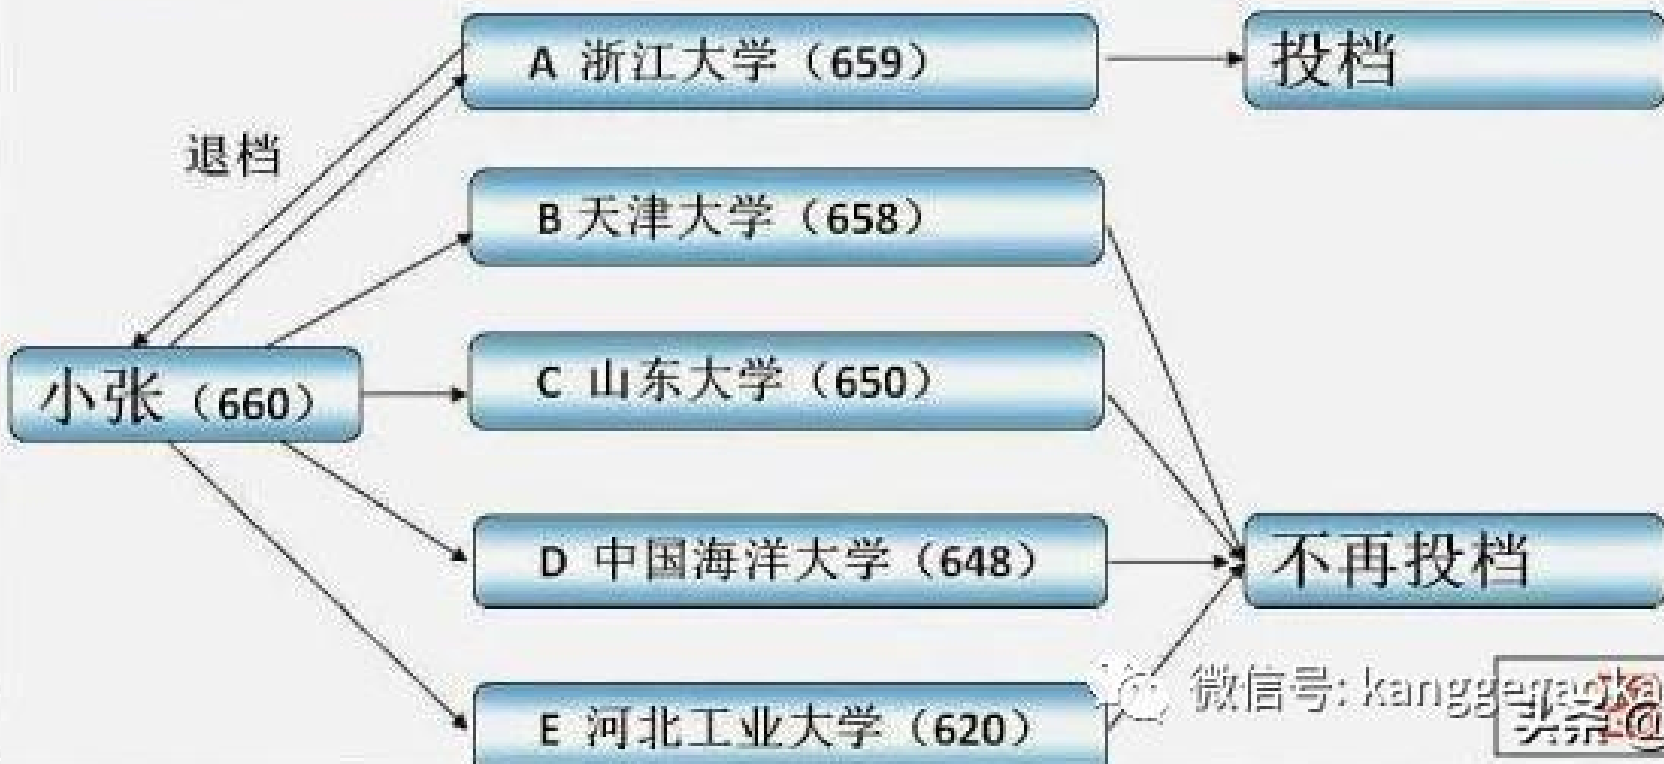 A 浙江大学（659）
投档
退档
B 天津大学（658）
小张（660）
C 山东大学（650）
D 中国海洋大学（648）
不再投档
E 河北工业大学（620）
微信号: kanggegaoka
头条@